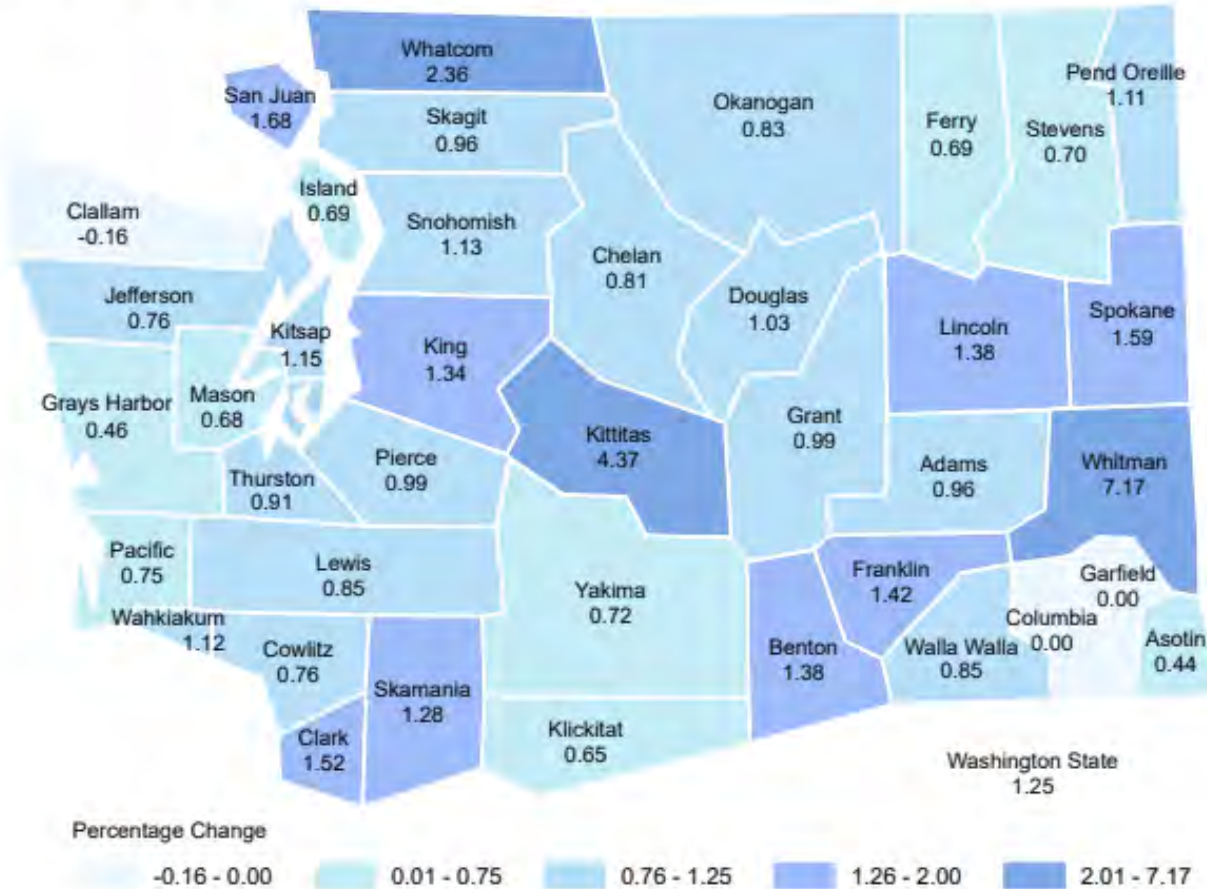 Whatcom
2.36
San Juan
1.68
Skagit
0.96
Okanogan
0.83
Ferry
0.69
Stevens
0.70
Pend Oreille
1.11
Island
0.69
Clallam
-0.16
Snohomish
1.13
Chelan
0.81
Douglas
1.03
Jefferson
0.76
Kitsap
1.15
King
1.34
Lincoln
1.38
Spokane
1.59
Grays Harbor
0.46
Mason
0.68
Kittitas
4.37
Grant
0.99
Thurston
0.91
Pierce
0.99
Adams
0.96
Whitman
7.17
Pacific
0.75
Lewis
0.85
Yakima
0.72
Franklin
1.42
Garfield
0.00
Columbia
0.00
Wahkiakum
1.12
Cowlitz
0.76
Skamania
1.28
Benton
1.38
Walla Walla
0.85
Asotin
0.44
Clark
1.52
Klickitat
0.65
Washington State
1.25
Percentage Change
-0.16 - 0.00
0.01 - 0.75
0.76 - 1.25
1.26 - 2.00
2.01 - 7.17